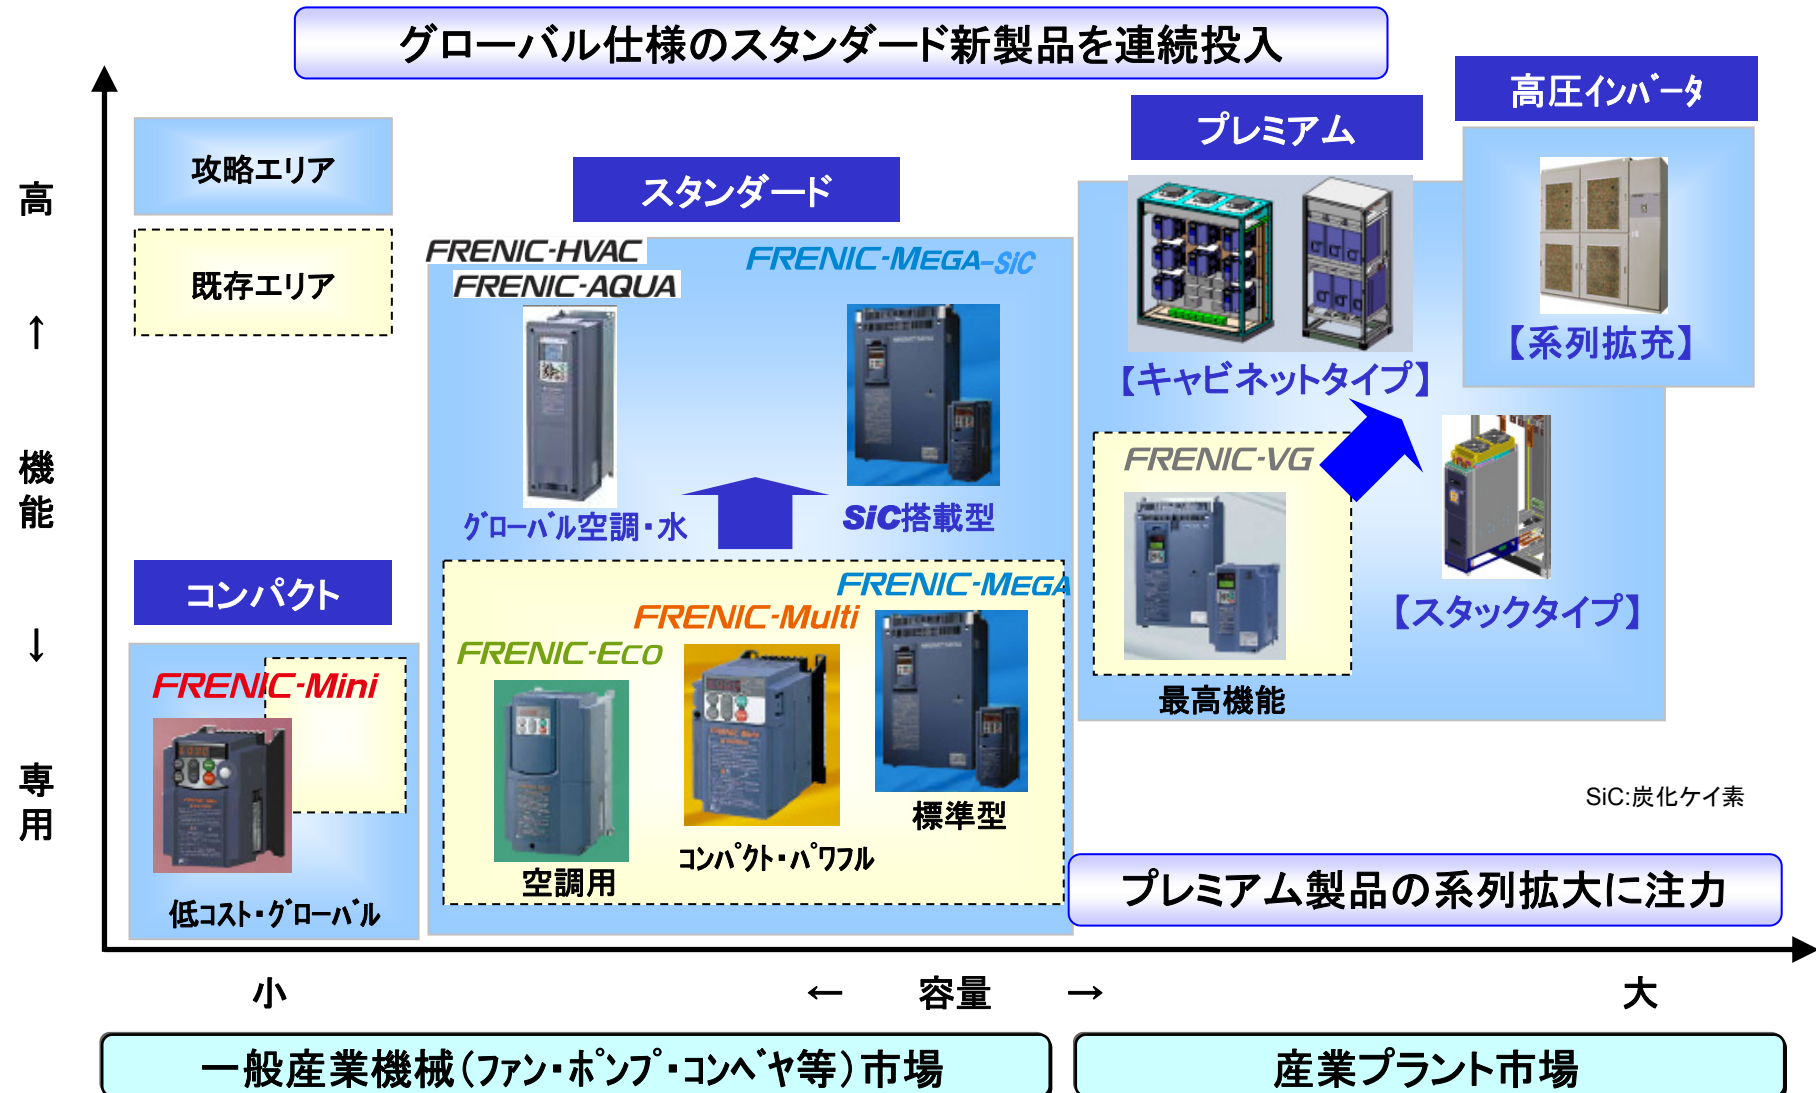 グローバル仕様のスタンダード新製品を連続投入
高圧インバータ
プレミアム
攻略エリア
スタンダード
高
FRENIC-HVAC
FRENIC-MEGA-SiC
既存エリア
FRENIC-AQUA
↑
【系列拡充】
【キャビネットタイプ】
FRENIC-VG
機
能
グローバル空調・水
SiC搭載型
コンパクト
FRENIC-MEGA
FRENIC-Multi
【スタックタイプ】
↓
FRENIC-ECO
FRENIC-Mini
最高機能
専
用
SiC:炭化ケイ素
標準型
コンパクト・パワフル
空調用
プレミアム製品の系列拡大に注力
低コスト・グローバル
小
← 容量 →
大
一般産業機械（ファン・ポンプ・コンベヤ等）市場
産業プラント市場